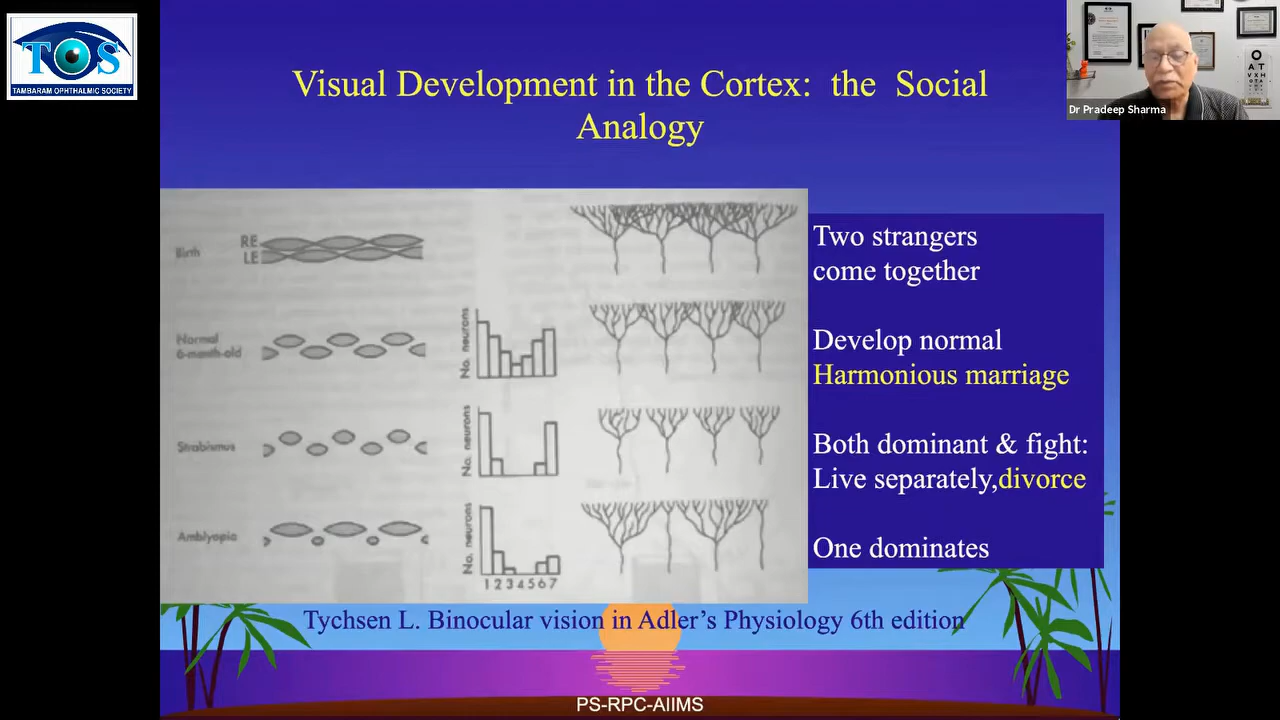 TOS
TAMBARAM OPHTHALMIC SOCIETY
Visual Development in the Cortex:  the  Social
Analogy
Dr Pradeep Sharma
Birth
RE
LE
Normal
6-month-old
No. neurons
Strabismus
No. neurons
Amblyopia
No. neurons
1 2 3 4 5 6 7
Two strangers
come together
Develop normal
Harmonious marriage
Both dominant & fight:
Live separately,divorce
One dominates
Tychsen L. Binocular vision in Adler's Physiology 6th edition
PS-RPC-AIIMS